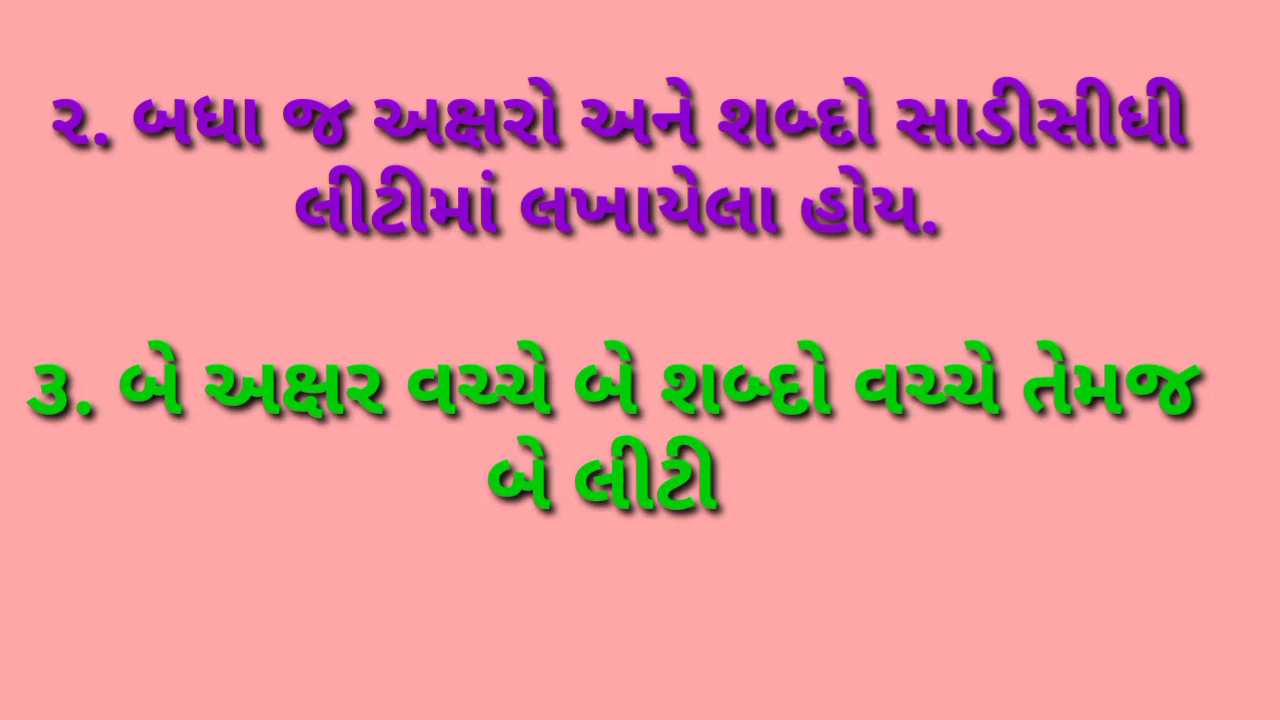 ૨. બધા જ અક્ષરો અને શબ્દો સાડીસીધી
લીટીમાં લખાયેલા હોય.
૩. બે અક્ષર વચ્ચે બે શબ્દો વચ્ચે તેમજ
બે લીટી